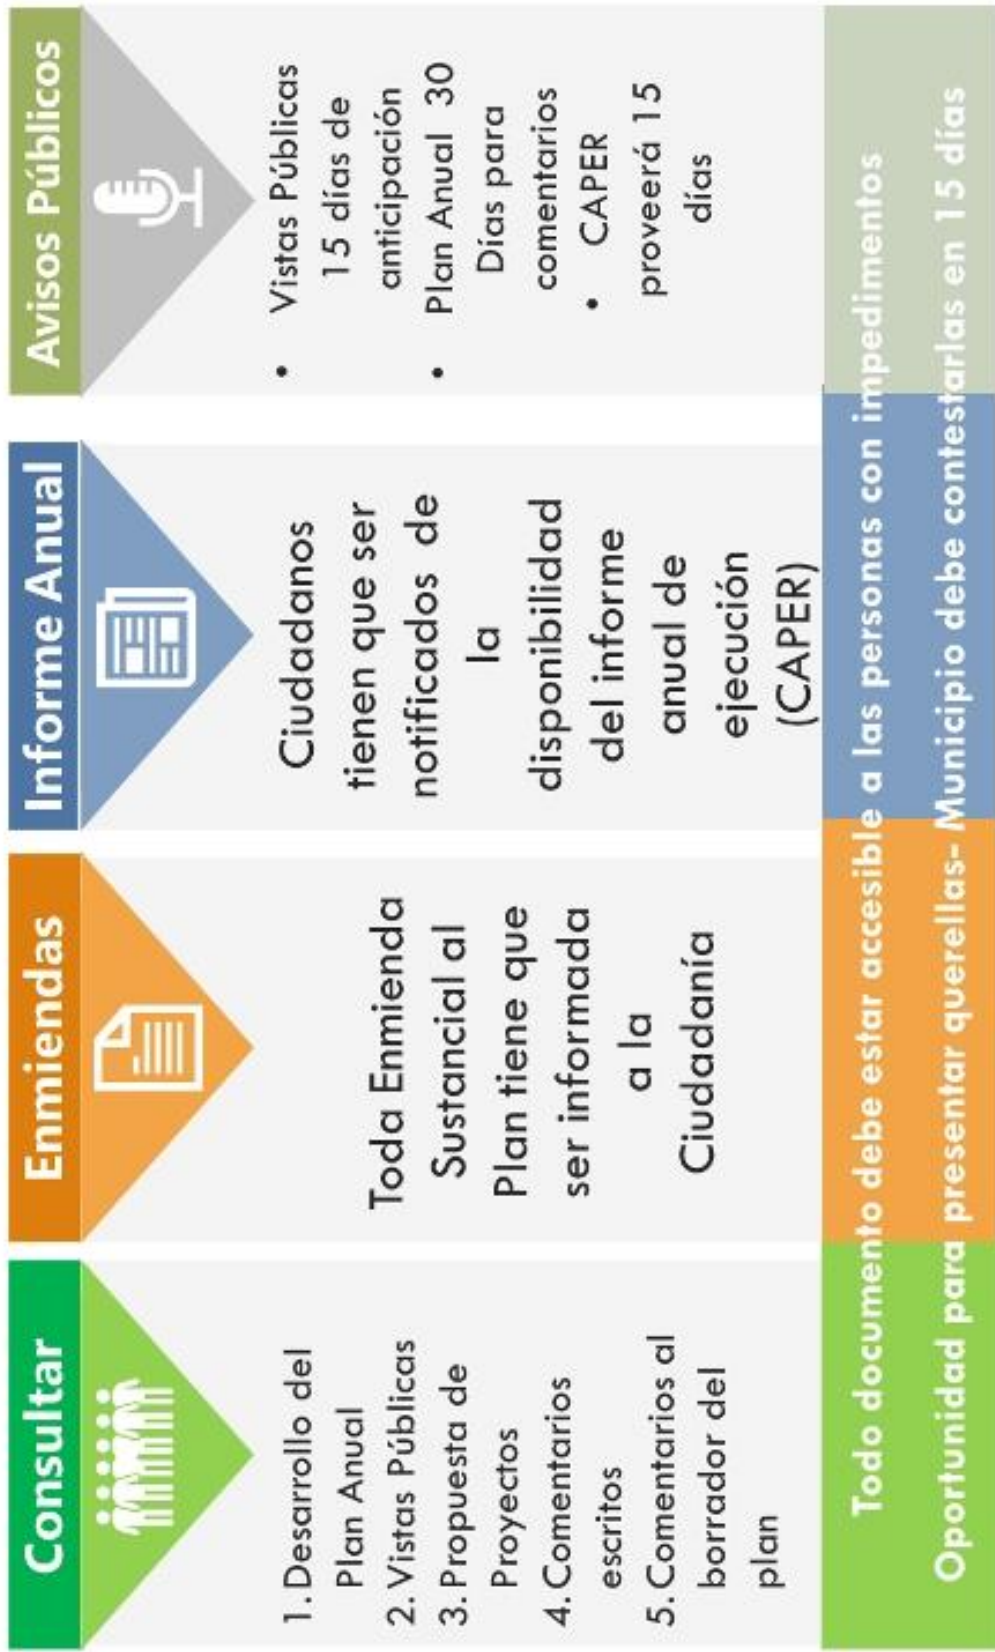 Consultar
1. Desarrollo del
Plan Anual
2. Vistas Públicas
3. Propuesta de
Proyectos
4. Comentarios
escritos
5. Comentarios al
borrador del
plan
Enmiendas
Toda Enmienda
Sustancial al
Plan tiene que
ser informada
a la
Ciudadanía
Informe Anual
Ciudadanos
tienen que ser
notificados de
la
disponibilidad
del informe
anual de
ejecución
(CAPER)
Avisos Públicos
• Vistas Públicas
15 días de
anticipación
• Plan Anual 30
Días para
comentarios
• CAPER
proveerá 15
días
Todo documento debe estar accesible a las personas con impedimentos
Oportunidad para presentar querellas- Municipio debe contestarlas en 15 días